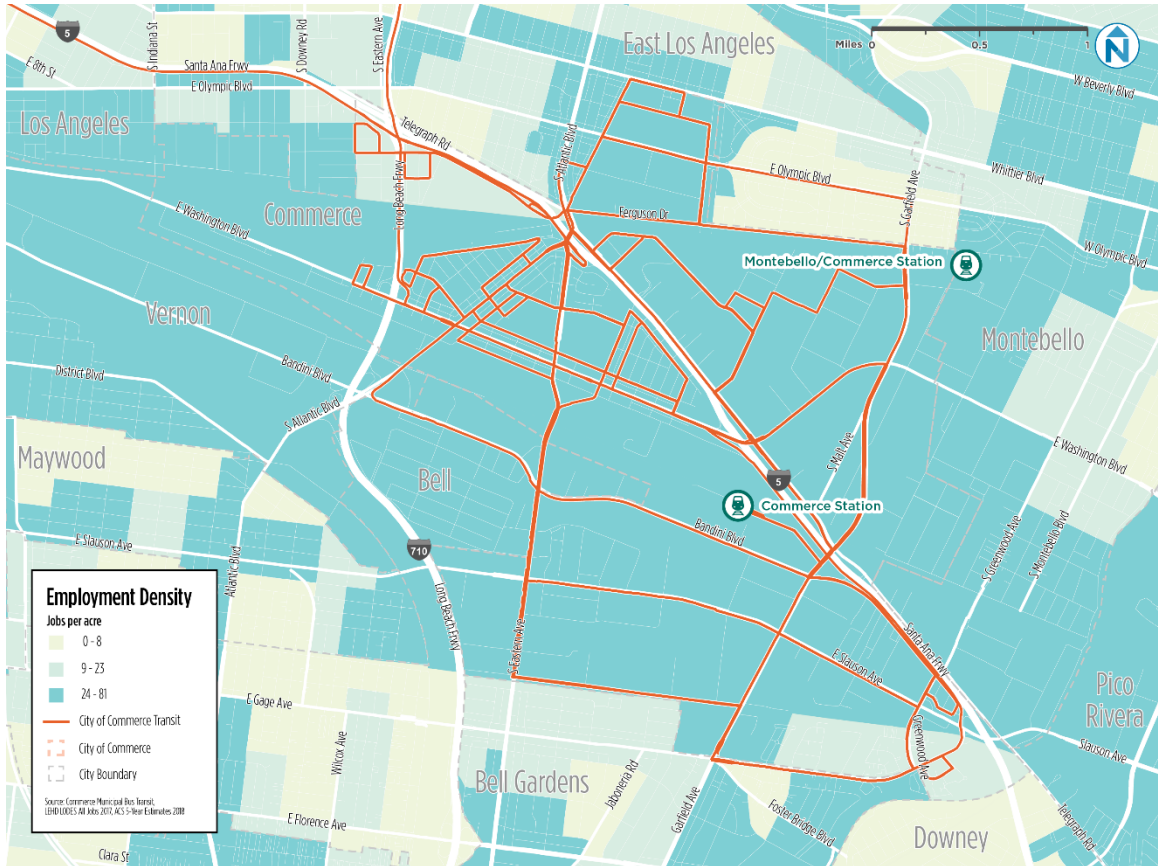 5
S Indiana St
S Downey Rd
S Eastern Ave
East Los Angeles
Miles 0 0.5 1
N
E 8th St
Santa Ana Frwy
E Olympic Blvd
W Beverly Blvd
Los Angeles
Telegraph Rd
S Atlantic Blvd
E Olympic Blvd
Whittier Blvd
S Garfield Ave
Long Beach Frwy
E Washington Blvd
Commerce
Ferguson Dr
W Olympic Blvd
Montebello/Commerce Station
Vernon
Montebello
Bandini Blvd
District Blvd
S Atlantic Blvd
E Washington Blvd
Maywood
S Malt Ave
Bell
5
Commerce Station
Bandini Blvd
S Greenwood Ave
S Montebello Blvd
E Slauson Ave
710
Atlantic Blvd
Long Beach Frwy
S Eastern Ave
Santa Ana Frwy
E Slauson Ave
Pico
Rivera
E Gage Ave
Greenwood Ave
Slauson Ave
Wilcox Ave
Bell Gardens
Jaboneria Rd
Garfield Ave
Foster Bridge Blvd
Telegraph Rd
E Florence Ave
Downey
Clara St
Employment Density
Jobs per acre
0 - 8
9 - 23
24 - 81
City of Commerce Transit
City of Commerce
City Boundary
Source: Commerce Municipal Bus Transit,
LEHD LODES All Jobs 2017, ACS 5-Year Estimates 2018